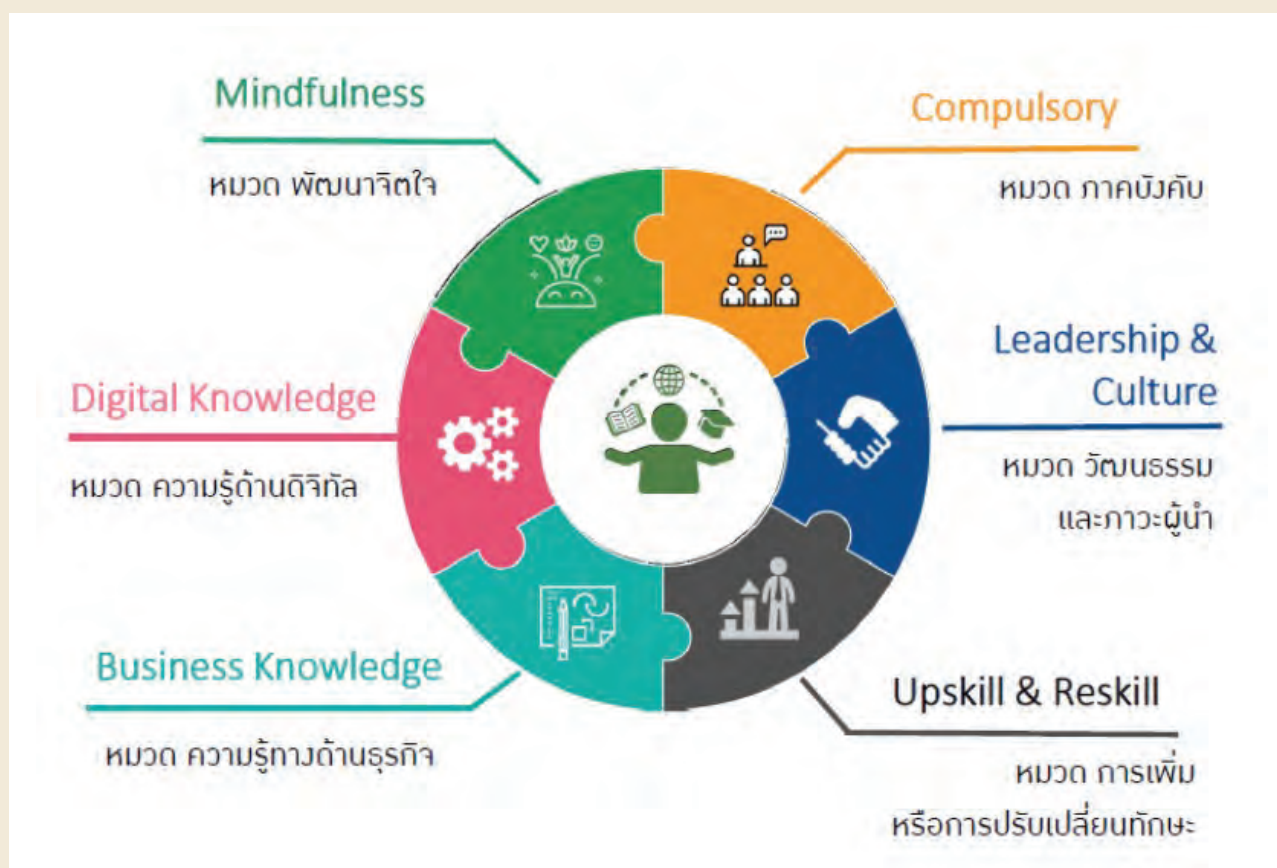 Mindfulness
หมวด พัฒนาจิตใจ
Compulsory
หมวด ภาคบังคับ
Leadership &
Culture
หมวด วัฒนธรรม
และภาวะผู้นำ
Digital Knowledge
หมวด ความรู้ด้านดิจิทัล
Business Knowledge
หมวด ความรู้ทางด้านธุรกิจ
Upskill & Reskill
หมวด การเพิ่ม
หรือการปรับเปลี่ยนทักษะ